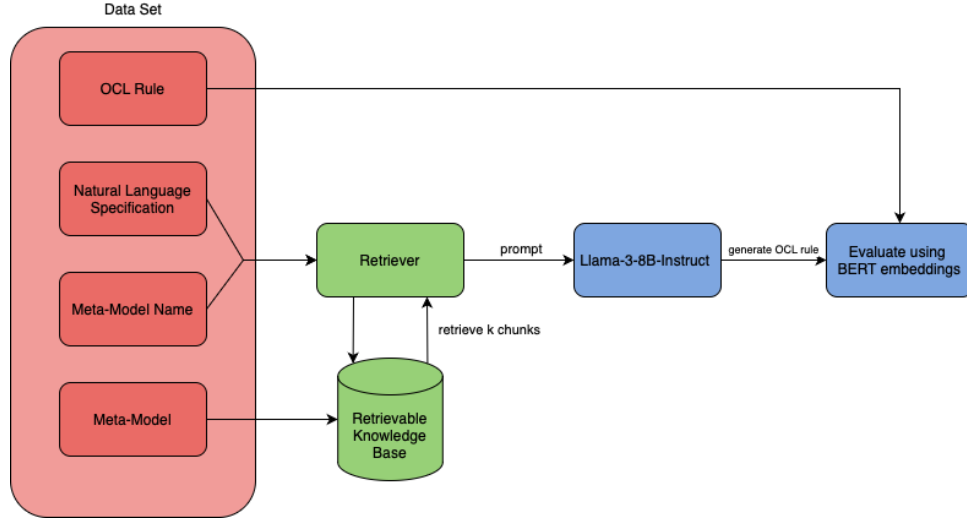 Data Set
OCL Rule
Natural Language
Specification
Meta-Model Name
Meta-Model
Retriever
prompt
Llama-3-8B-Instruct
generate OCL rule
Evaluate using
BERT embeddings
retrieve k chunks
Retrievable
Knowledge
Base